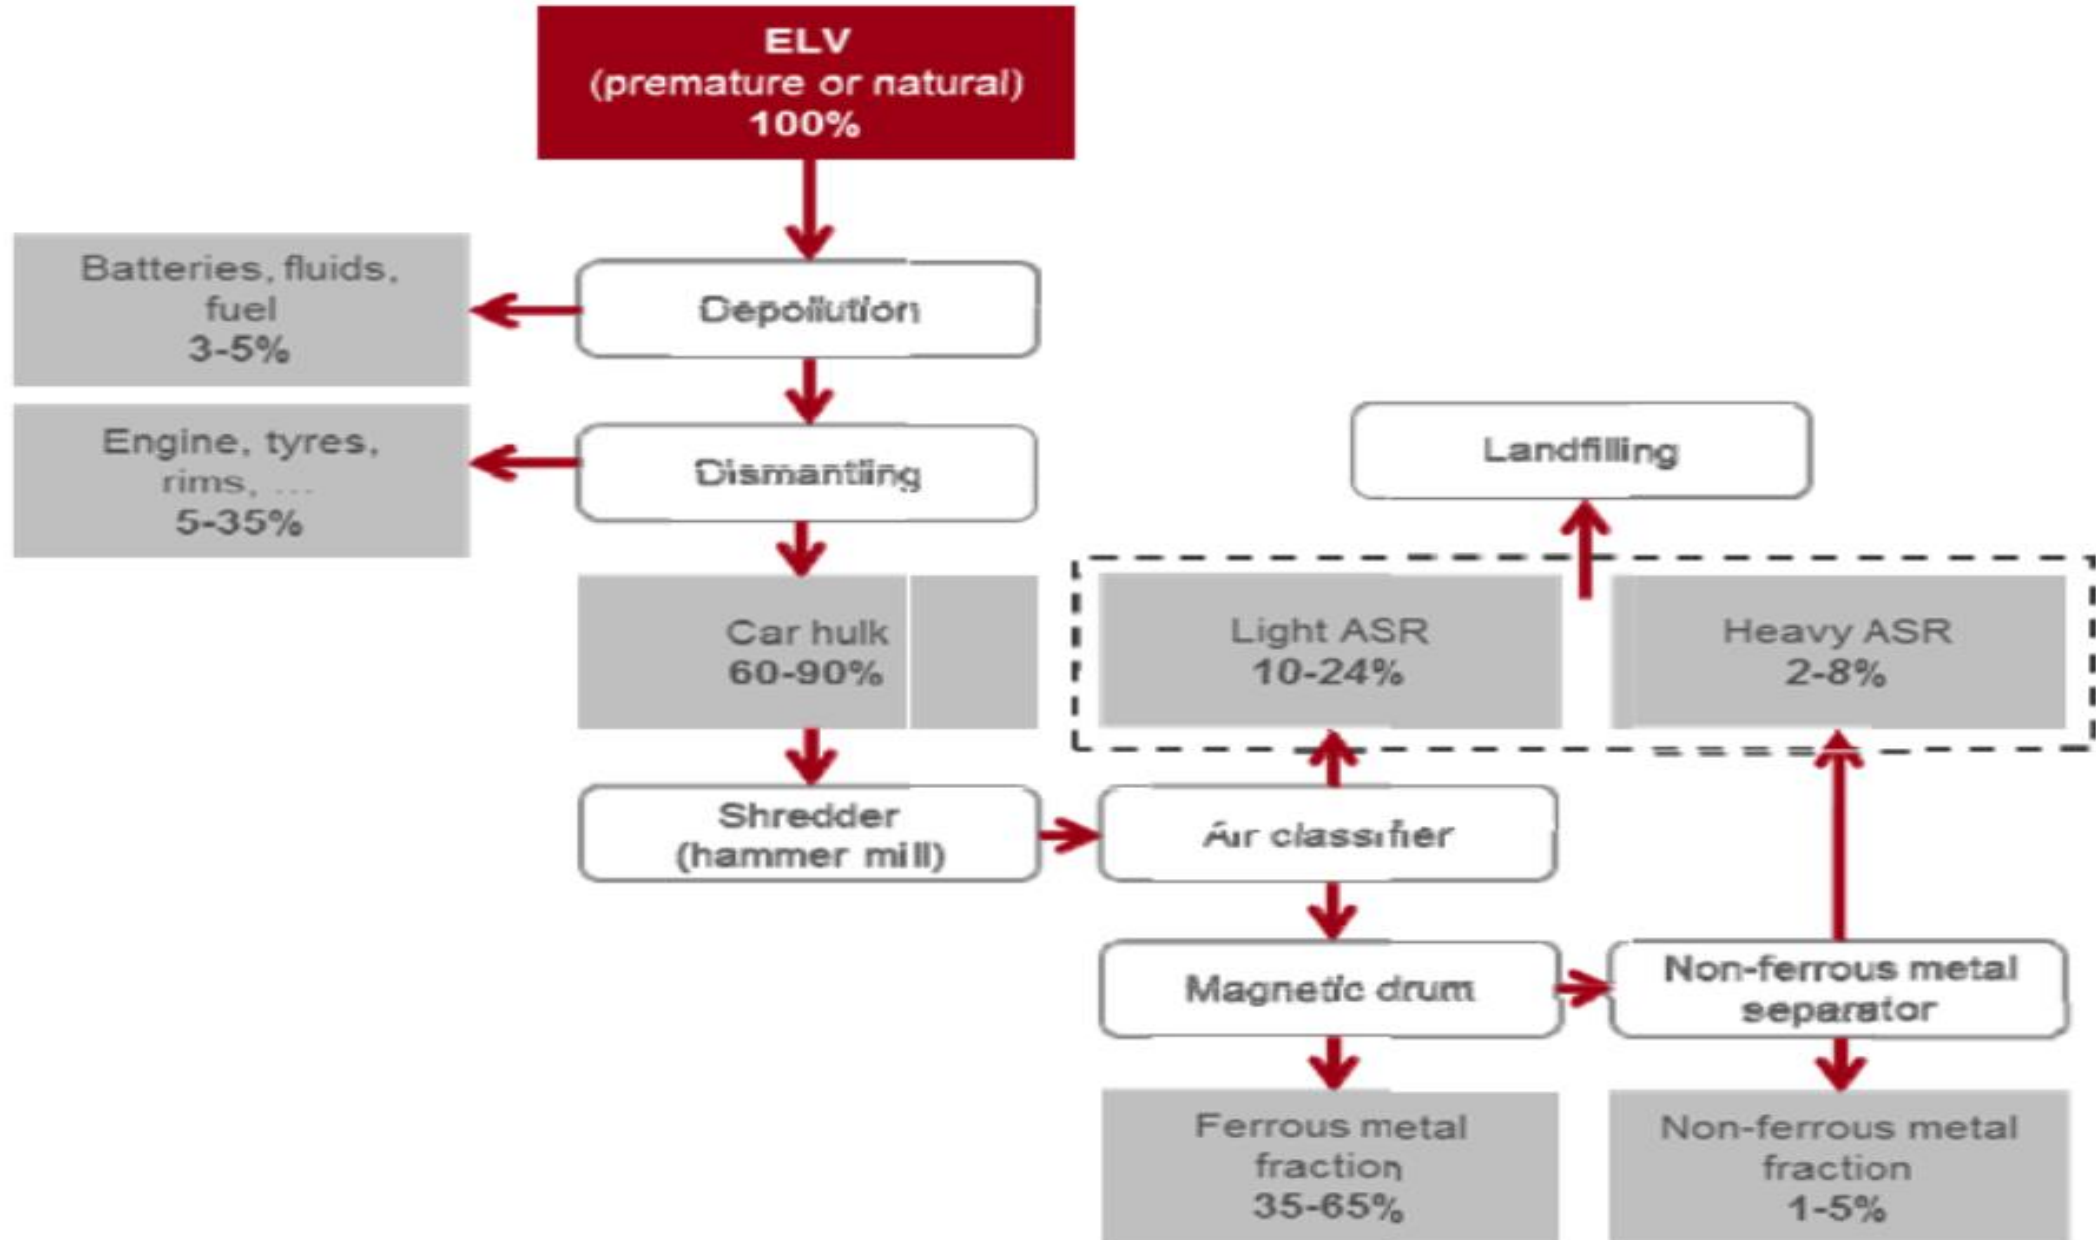 ELV
(premature or natural)
100%
Batteries, fluids,
fuel
3-5%
Depollution
Engine, tyres,
rims, ...
5-35%
Dismantling
Landfilling
Car hulk
60-90%
Light ASR
10-24%
Heavy ASR
2-8%
Shredder
(hammer mill)
Air classifier
Magnetic drum
Non-ferrous metal
separator
Ferrous metal
fraction
35-65%
Non-ferrous metal
fraction
1-5%